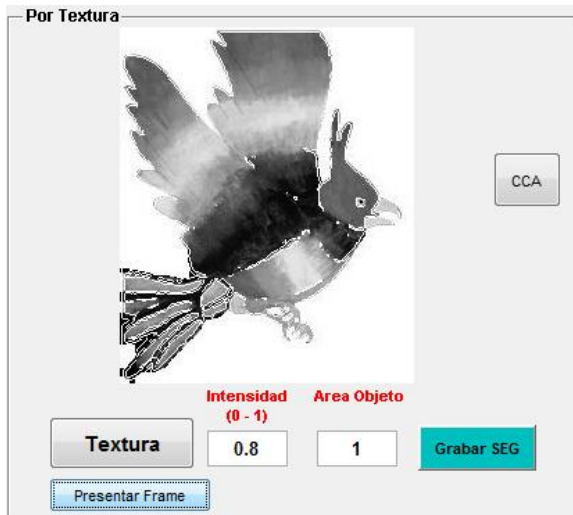 Por Textura
CCA
Intensidad
(0 - 1)
Area Objeto
Textura
0.8
1
Grabar SEG
Presentar Frame